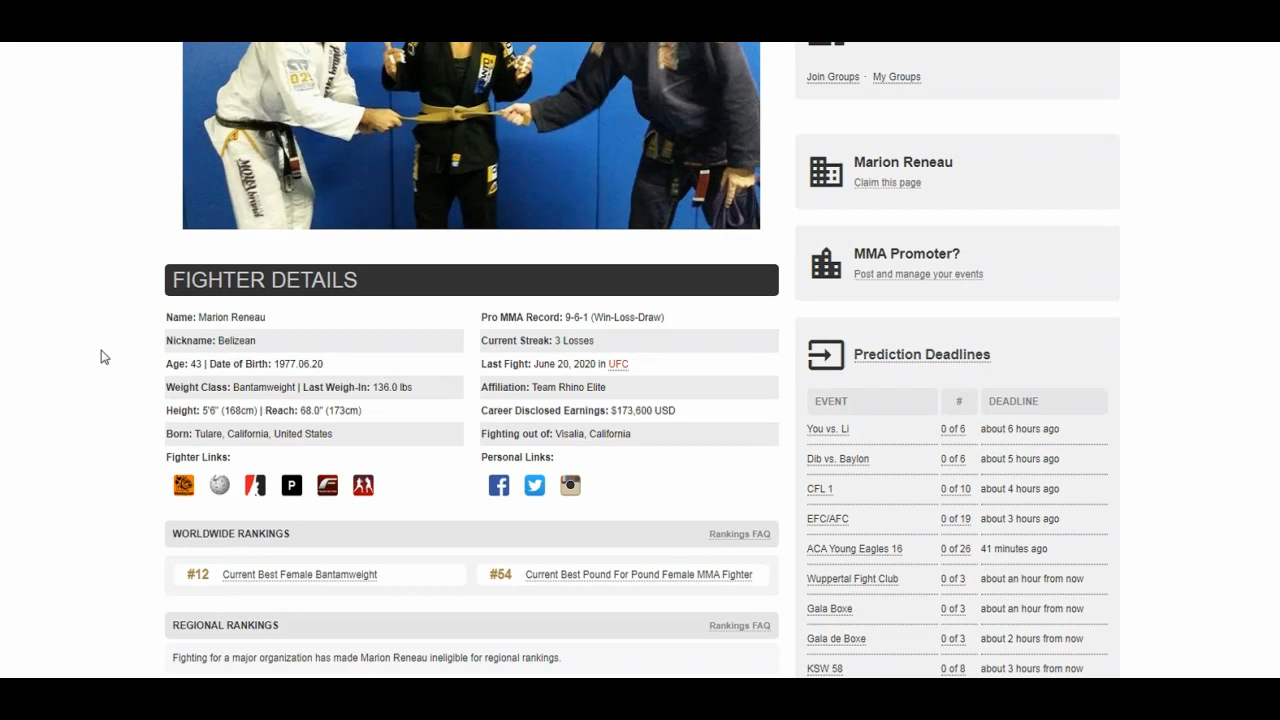 Join Groups · My Groups
Marion Reneau
Claim this page
MMA Promoter?
Post and manage your events
FIGHTER DETAILS
Name: Marion Reneau
Pro MMA Record: 9-6-1 (Win-Loss-Draw)
Nickname: Belizean
Current Streak: 3 Losses
Age: 43 | Date of Birth: 1977.06.20
Last Fight: June 20, 2020 in UFC
Weight Class: Bantamweight | Last Weigh-In: 136.0 lbs
Affiliation: Team Rhino Elite
Height: 5'6" (168cm) | Reach: 68.0" (173cm)
Career Disclosed Earnings: $173,600 USD
Born: Tulare, California, United States
Fighting out of: Visalia, California
Fighter Links:
Personal Links:
WORLDWIDE RANKINGS
Rankings FAQ
#12 Current Best Female Bantamweight
#54 Current Best Pound For Pound Female MMA Fighter
REGIONAL RANKINGS
Rankings FAQ
Fighting for a major organization has made Marion Reneau ineligible for regional rankings.
Prediction Deadlines
EVENT # DEADLINE
You vs. Li 0 of 6 about 6 hours ago
Dib vs. Baylon 0 of 6 about 5 hours ago
CFL 1 0 of 10 about 4 hours ago
EFC/AFC 0 of 19 about 3 hours ago
ACA Young Eagles 16 0 of 26 41 minutes ago
Wuppertal Fight Club 0 of 3 about an hour from now
Gala Boxe 0 of 3 about an hour from now
Gala de Boxe 0 of 3 about 2 hours from now
KSW 58 0 of 8 about 3 hours from now